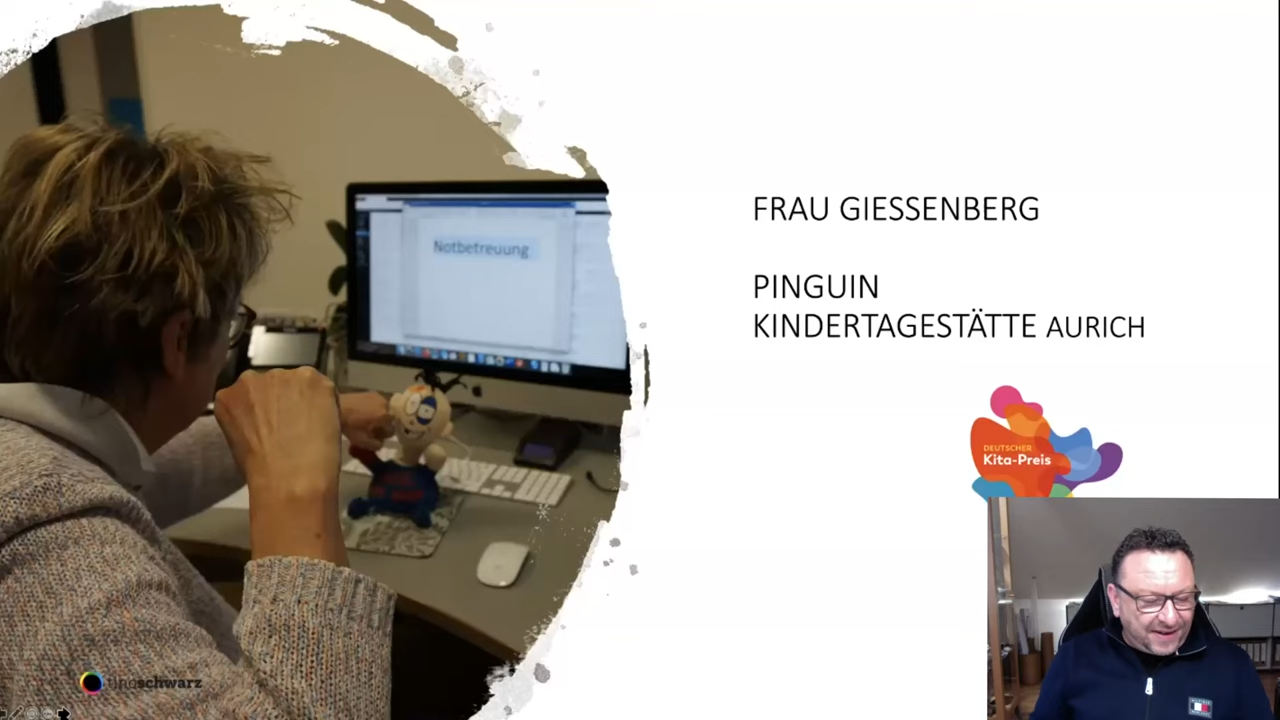 Notbetreuung
FRAU GIESSENBERG
PINGUIN
KINDERTAGESTÄTTE AURICH
DEUTSCHER
Kita-Preis
tinoschwarz